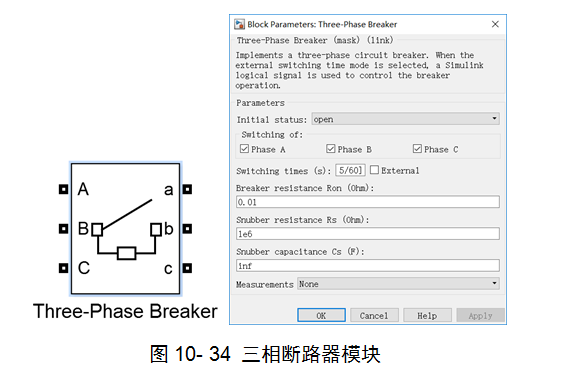 Block Parameters: Three-Phase Breaker
Three-Phase Breaker (mask) (link)
Implements a three-phase circuit breaker. When the
external switching time mode is selected, a Simulink
logical signal is used to control the breaker
operation.
Parameters
Initial status: open
Switching of:
Phase A Phase B Phase C
Switching times (s): 5/60] External
Breaker resistance Ron (Ohm):
0.01
Snubber resistance Rs (Ohm):
1e6
Snubber capacitance Cs (F):
inf
Measurements None
OK Cancel Help Apply
A a
B b
C c
Three-Phase Breaker
图 10- 34 三相断路器模块